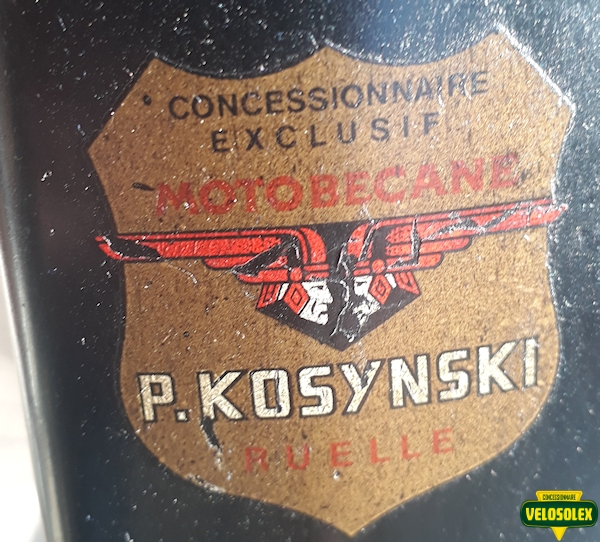 CONCESSIONNAIRE
EXCLUSIF
MOTOBECANE
P. KOSYNSKI
RUELLE
CONCESSIONNAIRE
VELOSOLEX